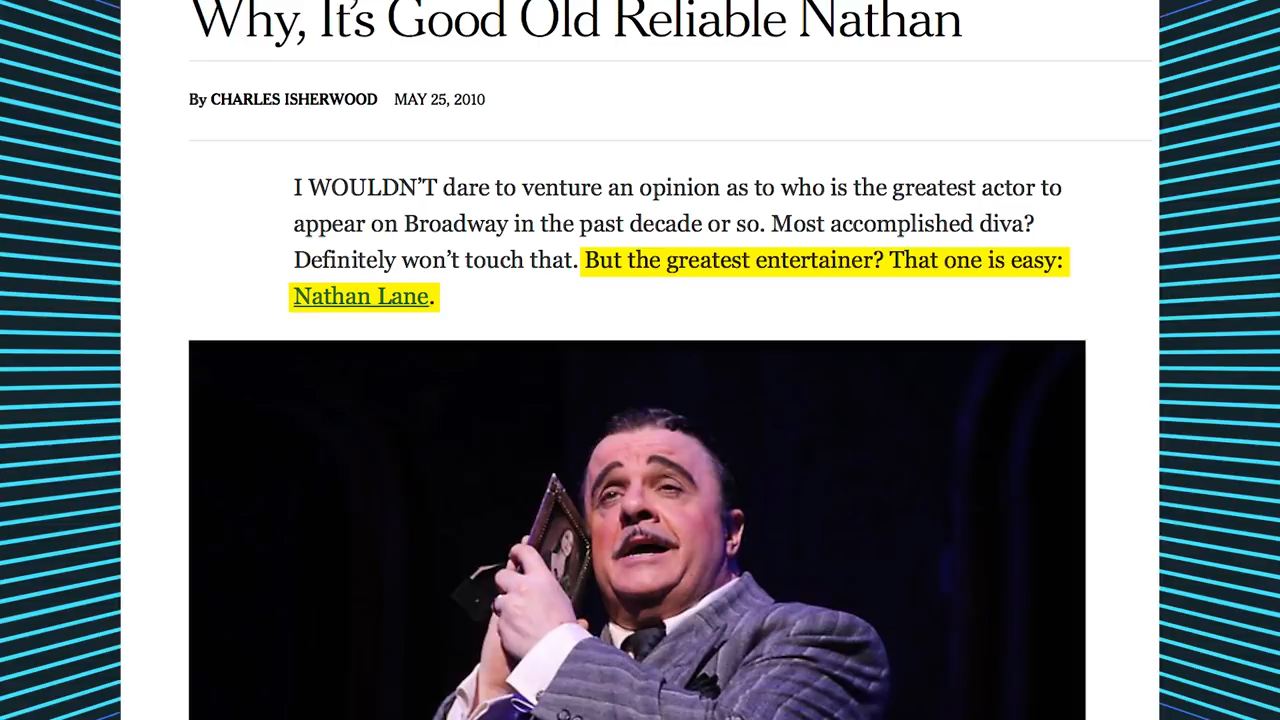 Why, It's Good Old Reliable Nathan
By CHARLES ISHERWOOD MAY 25, 2010
I WOULDN'T dare to venture an opinion as to who is the greatest actor to
appear on Broadway in the past decade or so. Most accomplished diva?
Definitely won't touch that. But the greatest entertainer? That one is easy:
Nathan Lane.